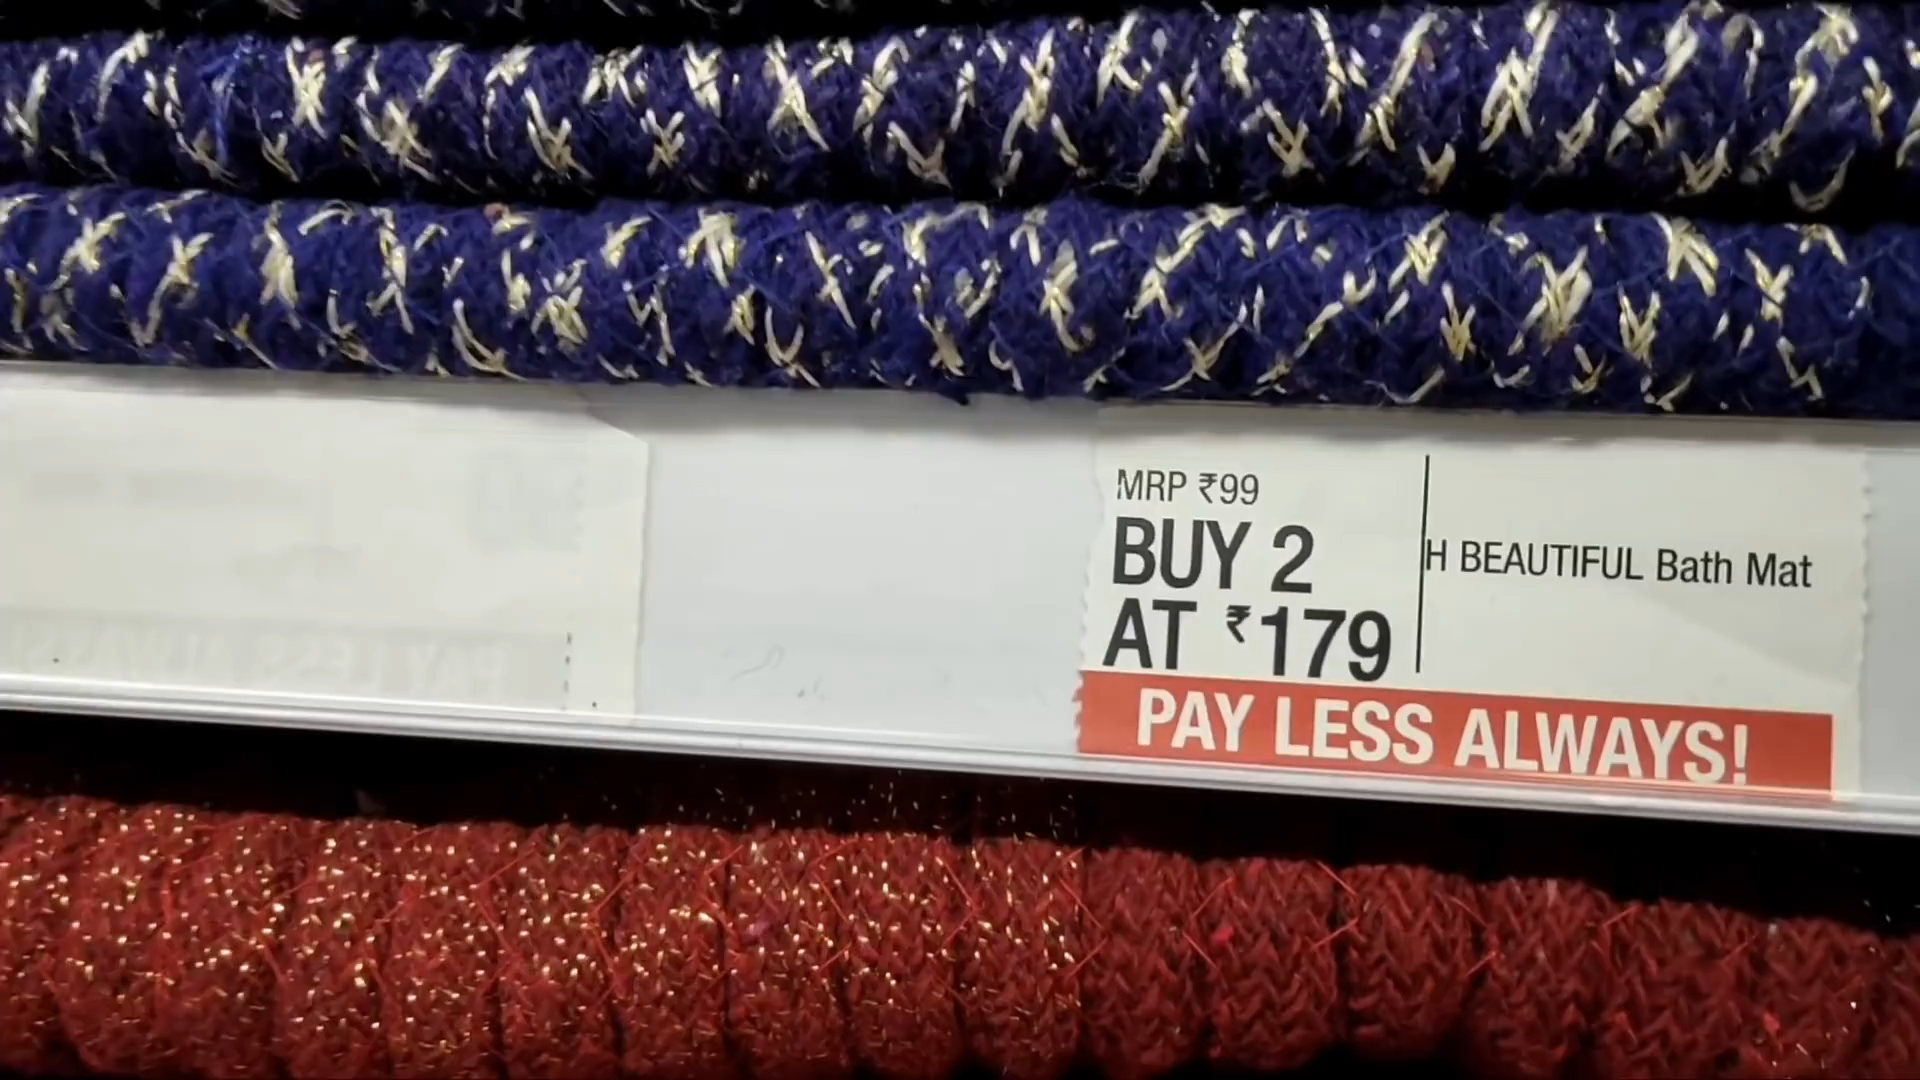 MRP ₹99
BUY 2
AT ₹179
H BEAUTIFUL Bath Mat
PAY LESS ALWAYS!